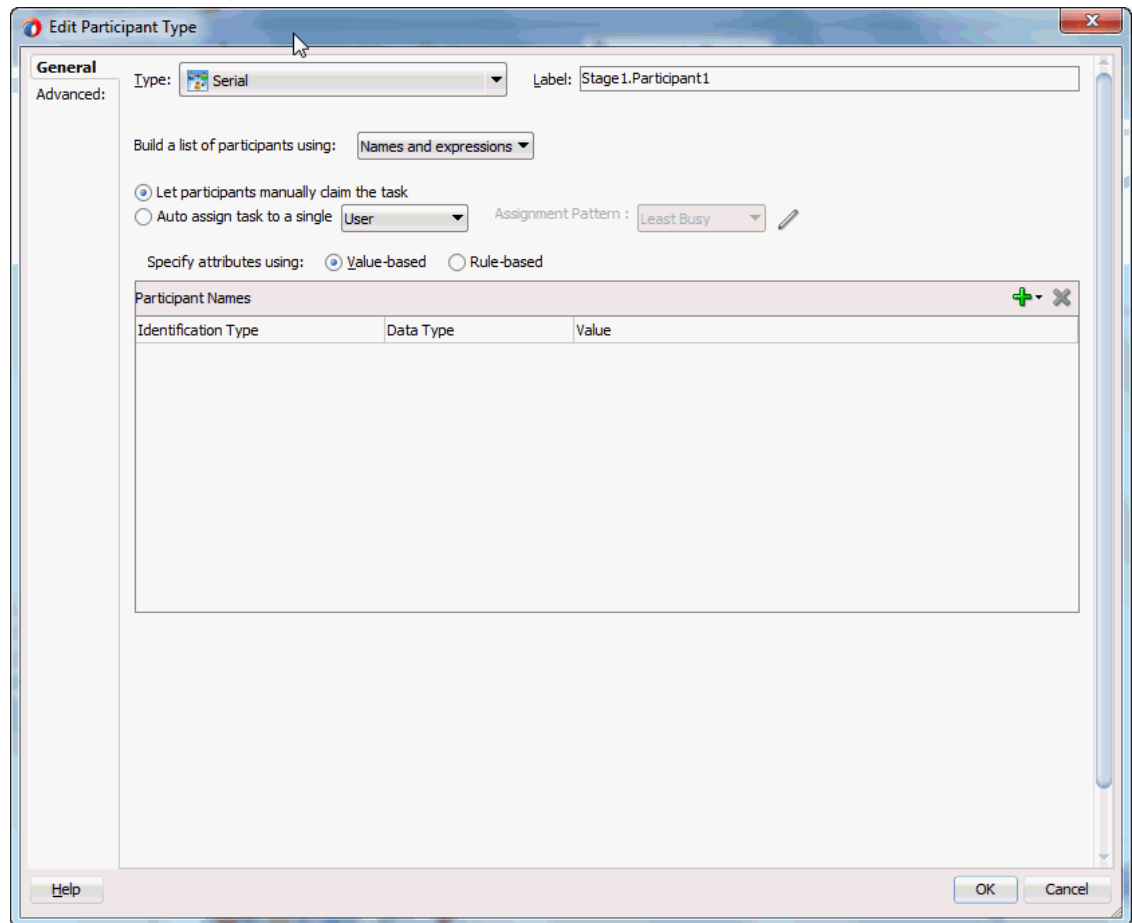 Edit Participant Type
General
Advanced:
Type: Serial Label: Stage1.Participant1
Build a list of participants using: Names and expressions
Let participants manually claim the task
Auto assign task to a single User Assignment Pattern : Least Busy
Specify attributes using: Value-based Rule-based
Participant Names
Identification Type Data Type Value
Help OK Cancel